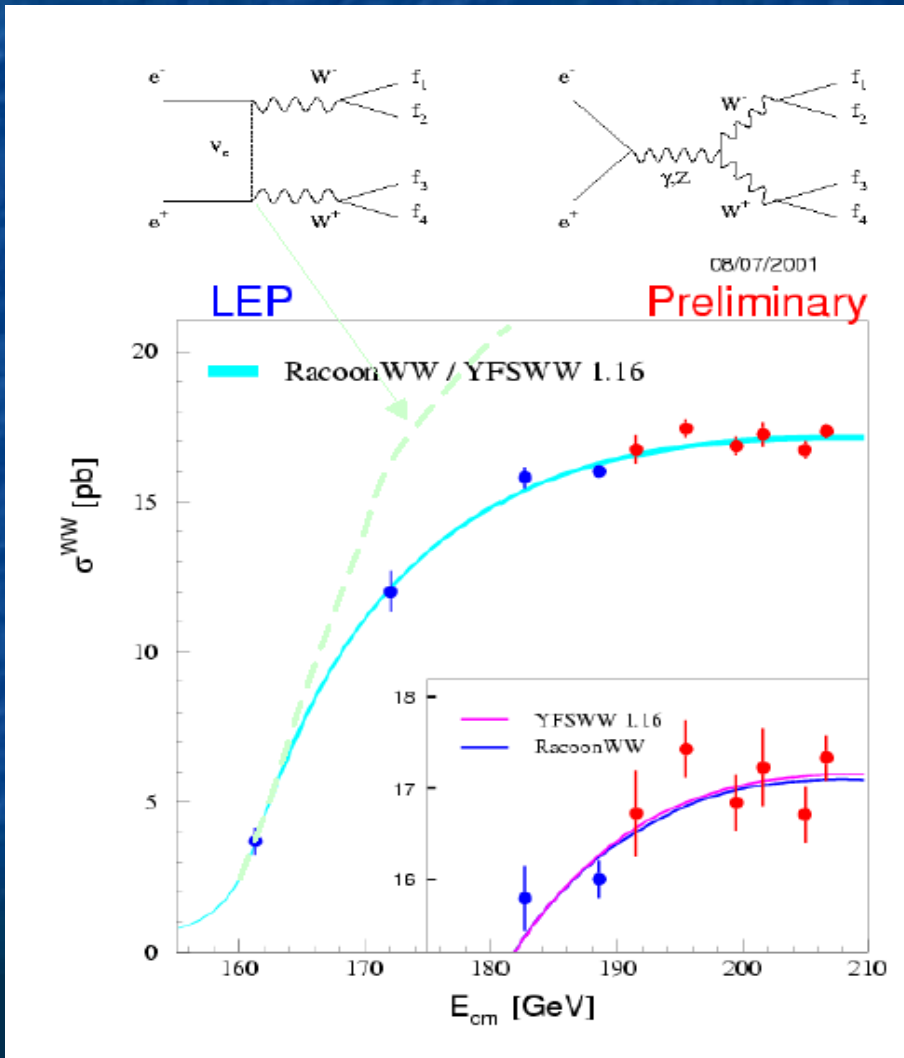 e⁻ W⁻ f₁ f₂
νₑ
e⁺ W⁺ f₃ f₄
e⁻ W⁻ f₁ f₂
γ,Z
e⁺ W⁺ f₃ f₄
08/07/2001
LEP Preliminary
RacoonWW / YFSWW 1.16
σ^WW [pb]
20
15
10
5
0
18
17
16
YFSWW 1.16
RacoonWW
160 170 180 190 200 210
E_cm [GeV]